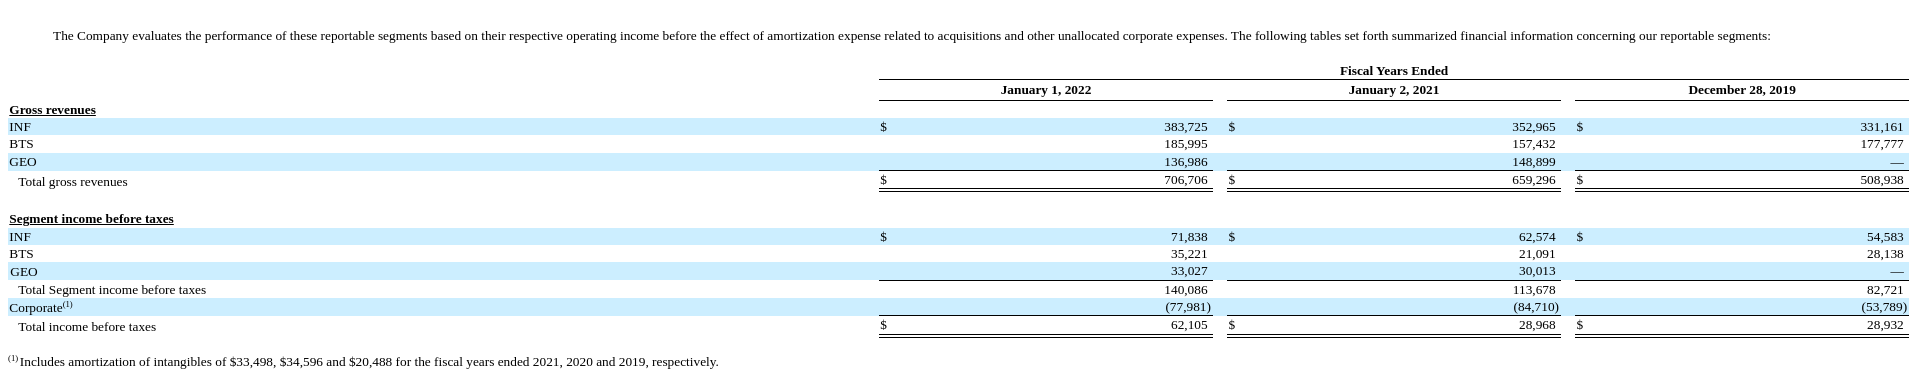 The Company evaluates the performance of these reportable segments based on their respective operating income before the effect of amortization expense related to acquisitions and other unallocated corporate expenses. The following tables set forth summarized financial information concerning our reportable segments:
Fiscal Years Ended
January 1, 2022 January 2, 2021 December 28, 2019
Gross revenues
INF $ 383,725 $ 352,965 $ 331,161
BTS 185,995 157,432 177,777
GEO 136,986 148,899 —
Total gross revenues $ 706,706 $ 659,296 $ 508,938
Segment income before taxes
INF $ 71,838 $ 62,574 $ 54,583
BTS 35,221 21,091 28,138
GEO 33,027 30,013 —
Total Segment income before taxes 140,086 113,678 82,721
Corporate(1) (77,981) (84,710) (53,789)
Total income before taxes $ 62,105 $ 28,968 $ 28,932
(1) Includes amortization of intangibles of $33,498, $34,596 and $20,488 for the fiscal years ended 2021, 2020 and 2019, respectively.